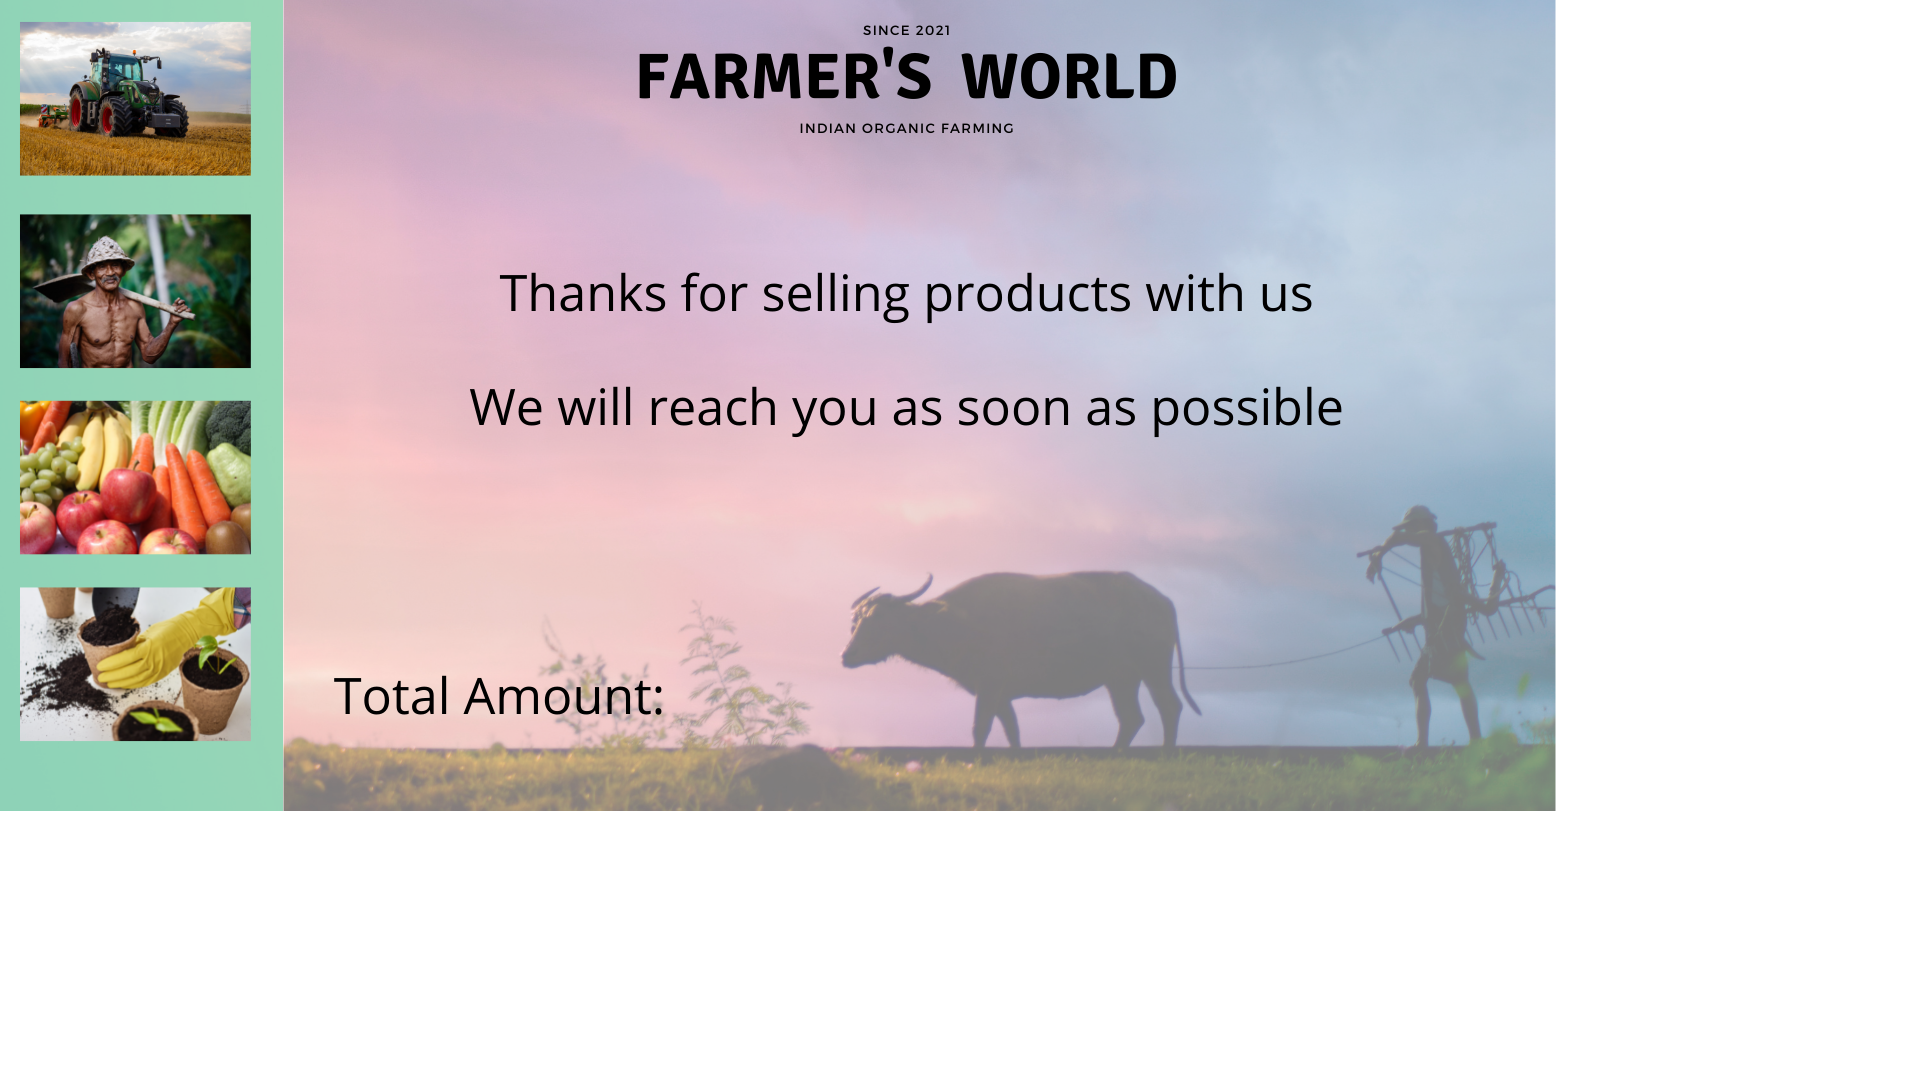 SINCE 2021
FARMER'S WORLD
INDIAN ORGANIC FARMING
Thanks for selling products with us
We will reach you as soon as possible
Total Amount: